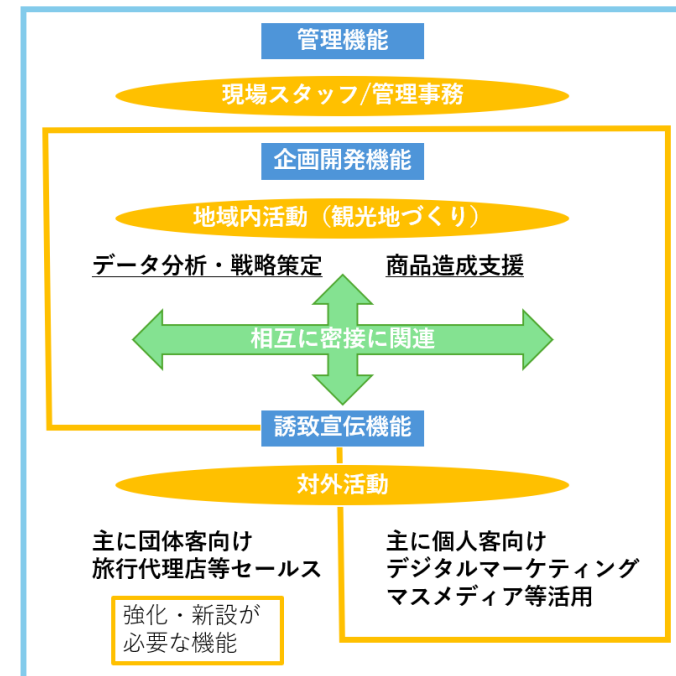 管理機能
現場スタッフ/管理事務
企画開発機能
地域内活動（観光地づくり）
データ分析・戦略策定
商品造成支援
相互に密接に関連
誘致宣伝機能
対外活動
主に団体客向け
旅行代理店等セールス
主に個人客向け
デジタルマーケティング
マスメディア等活用
強化・新設が
必要な機能